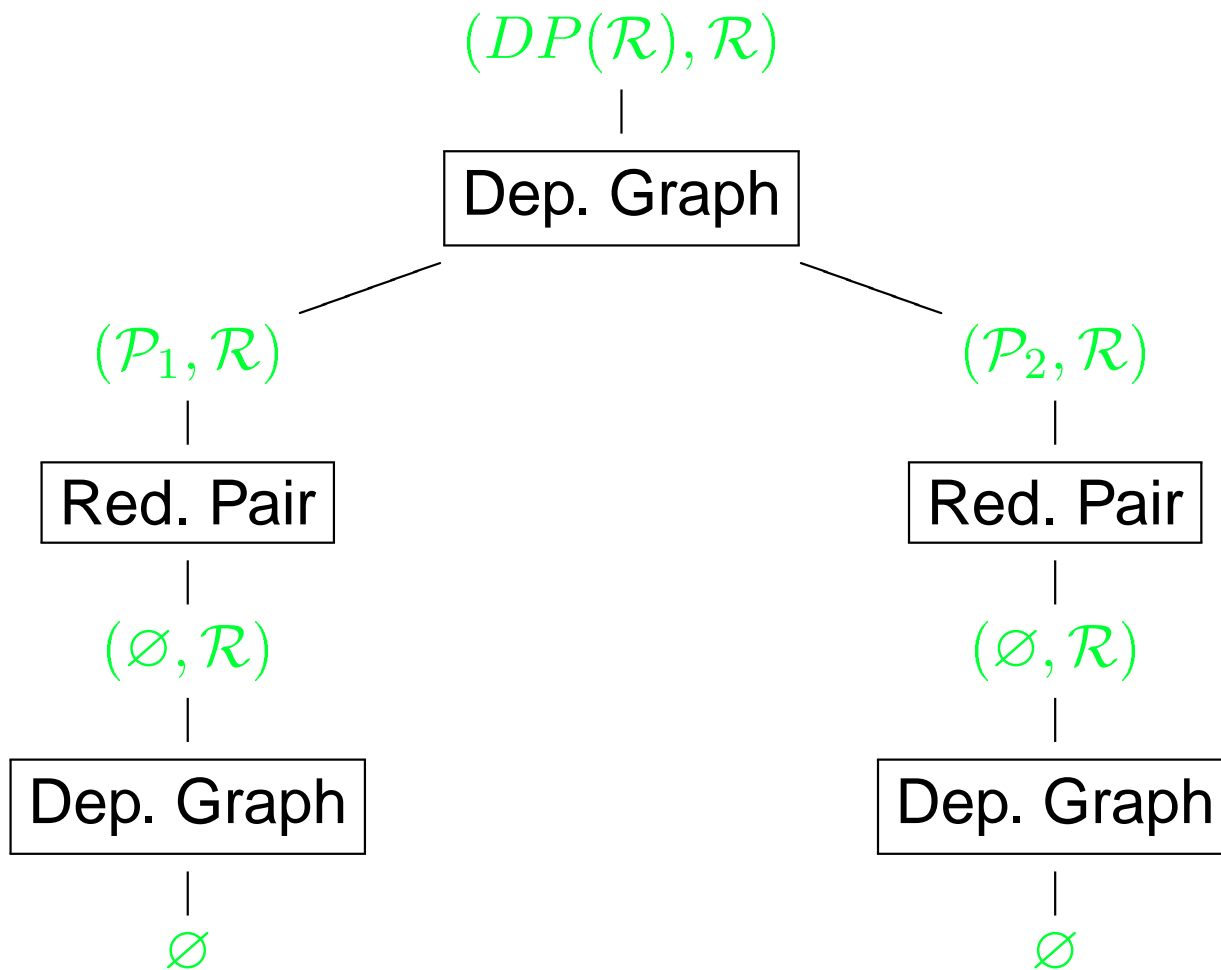 (DP(ℛ), ℛ)
Dep. Graph
(𝒫₁, ℛ) (𝒫₂, ℛ)
Red. Pair Red. Pair
(∅, ℛ) (∅, ℛ)
Dep. Graph Dep. Graph
∅ ∅